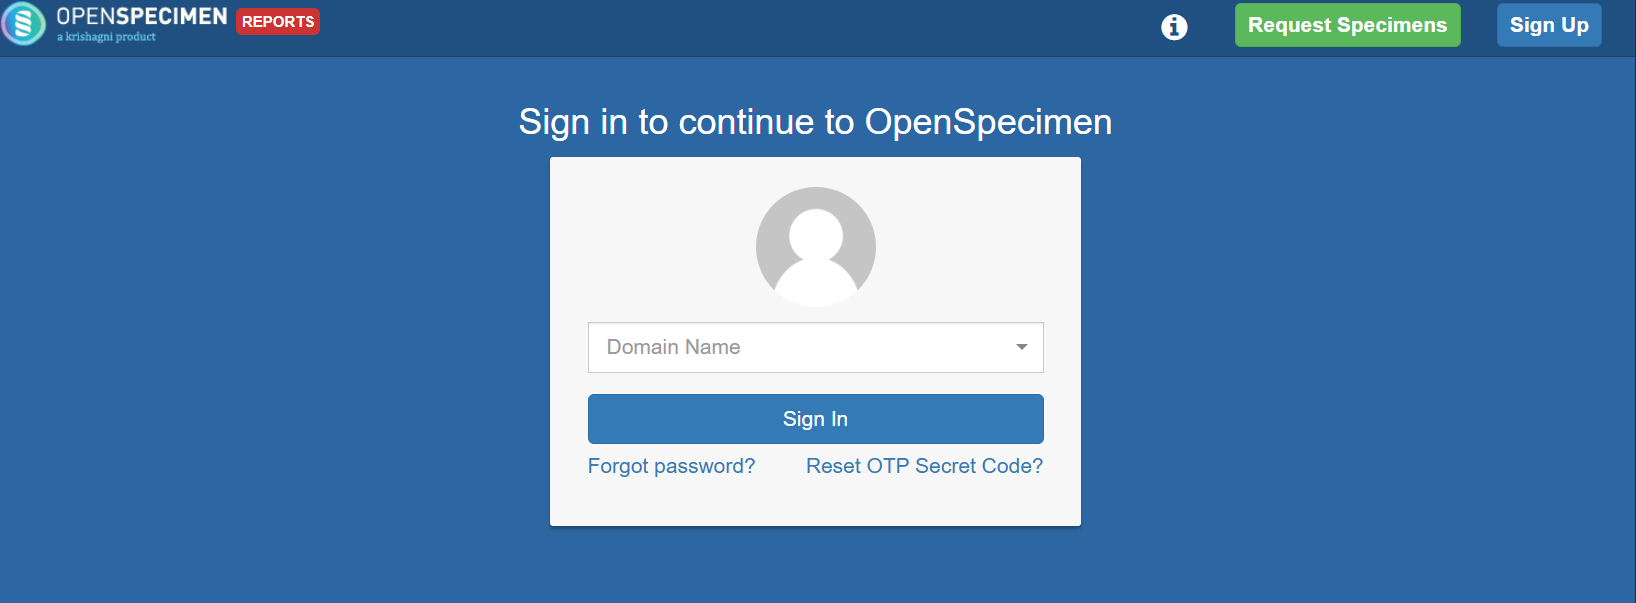 OPENSPECIMEN REPORTS
a krishagni product
Request Specimens
Sign Up
Sign in to continue to OpenSpecimen
Domain Name
Sign In
Forgot password? Reset OTP Secret Code?